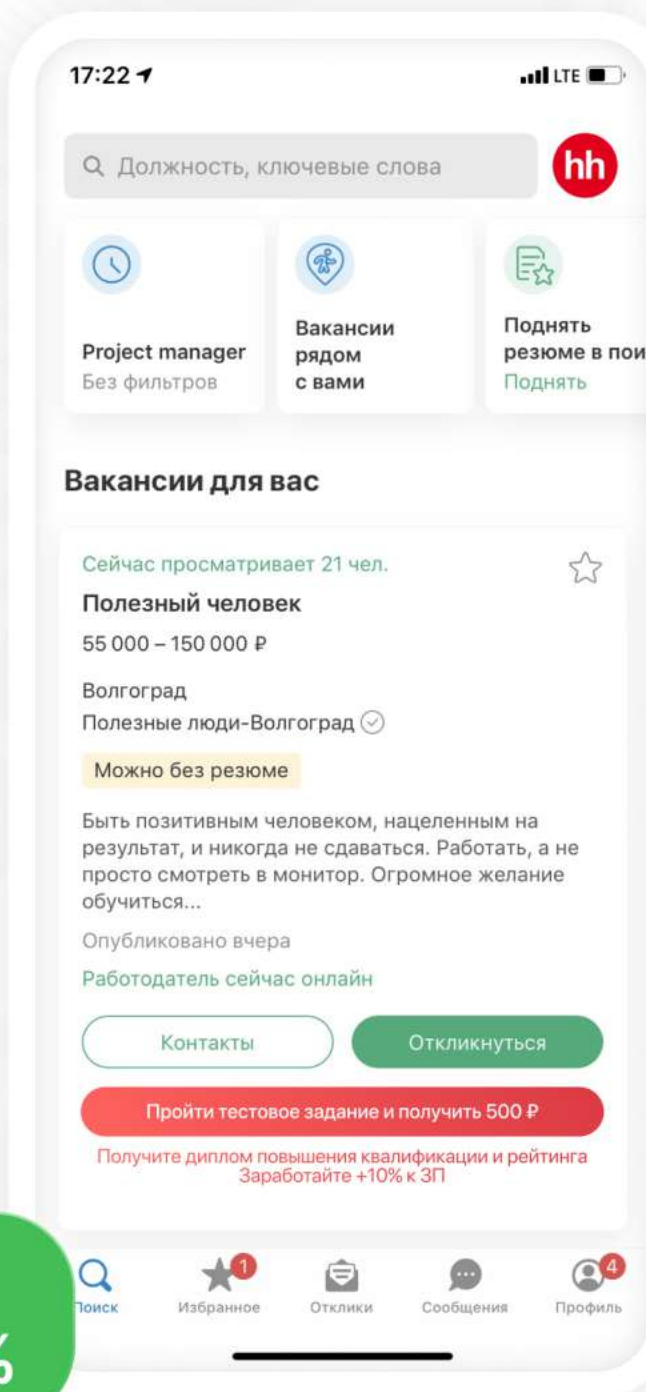 17:22
LTE
Должность, ключевые слова
hh
Project manager
Без фильтров
Вакансии
рядом
с вами
Поднять
резюме в пои
Поднять
Вакансии для вас
Сейчас просматривает 21 чел.
Полезный человек
55 000 – 150 000 ₽
Волгоград
Полезные люди-Волгоград
Можно без резюме
Быть позитивным человеком, нацеленным на
результат, и никогда не сдаваться. Работать, а не
просто смотреть в монитор. Огромное желание
обучиться...
Опубликовано вчера
Работодатель сейчас онлайн
Контакты
Откликнуться
Пройти тестовое задание и получить 500 ₽
Получите диплом повышения квалификации и рейтинга
Заработайте +10% к ЗП
1
4
Поиск
Избранное
Отклики
Сообщения
Профиль
%